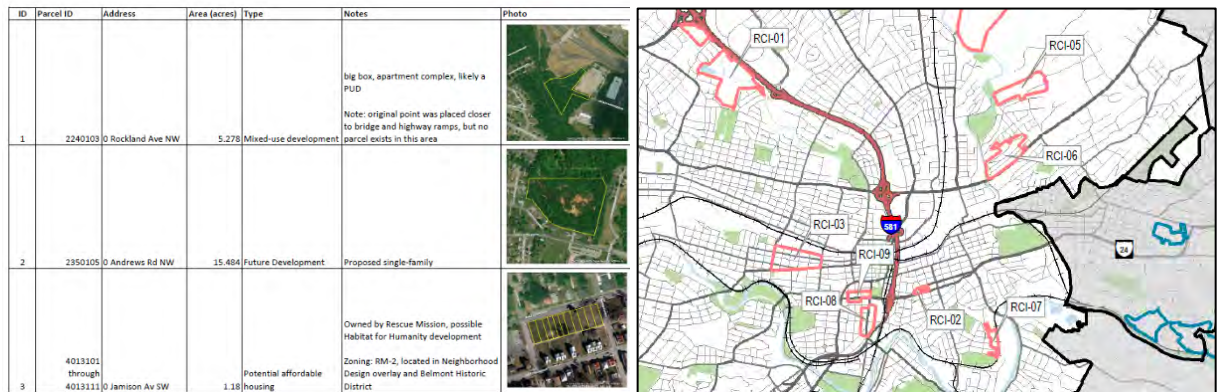 ID Parcel ID Address Area (acres) Type Notes Photo
big box, apartment complex, likely a
PUD
Note: original point was placed closer
to bridge and highway ramps, but no
1 2240103 0 Rockland Ave NW 5.278 Mixed-use development parcel exists in this area
2 2350105 0 Andrews Rd NW 15.484 Future Development Proposed single-family
Owned by Rescue Mission, possible
Habitat for Humanity development
4013101 Zoning: RM-2, located in Neighborhood
through Potential affordable Design overlay and Belmont Historic
3 4013111 0 Jamison Av SW 1.18 housing District
RCI-01
RCI-05
RCI-06
RCI-03
581
24
RCI-09
RCI-08
RCI-02
RCI-07